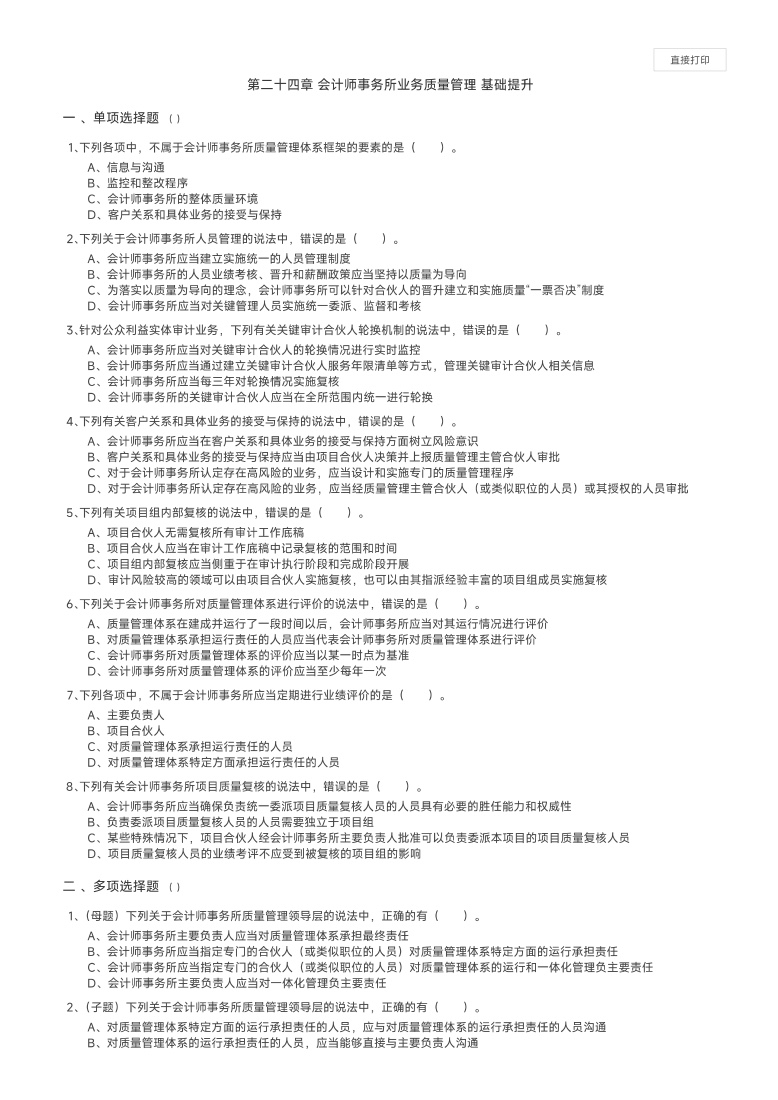 直接打印
第二十四章 会计师事务所业务质量管理 基础提升
一 、单项选择题 ( )
1、下列各项中，不属于会计师事务所质量管理体系框架的要素的是（　　）。
A、信息与沟通
B、监控和整改程序
C、会计师事务所的整体质量环境
D、客户关系和具体业务的接受与保持
2、下列关于会计师事务所人员管理的说法中，错误的是（　　）。
A、会计师事务所应当建立实施统一的人员管理制度
B、会计师事务所的人员业绩考核、晋升和薪酬政策应当坚持以质量为导向
C、为落实以质量为导向的理念，会计师事务所可以针对合伙人的晋升建立和实施质量“一票否决”制度
D、会计师事务所应当对关键管理人员实施统一委派、监督和考核
3、针对公众利益实体审计业务，下列有关关键审计合伙人轮换机制的说法中，错误的是（　　）。
A、会计师事务所应当对关键审计合伙人的轮换情况进行实时监控
B、会计师事务所应当通过建立关键审计合伙人服务年限清单等方式，管理关键审计合伙人相关信息
C、会计师事务所应当每三年对轮换情况实施复核
D、会计师事务所的关键审计合伙人应当在全所范围内统一进行轮换
4、下列有关客户关系和具体业务的接受与保持的说法中，错误的是（　　）。
A、会计师事务所应当在客户关系和具体业务的接受与保持方面树立风险意识
B、客户关系和具体业务的接受与保持应当由项目合伙人决策并上报质量管理主管合伙人审批
C、对于会计师事务所认定存在高风险的业务，应当设计和实施专门的质量管理程序
D、对于会计师事务所认定存在高风险的业务，应当经质量管理主管合伙人（或类似职位的人员）或其授权的人员审批
5、下列有关项目组内部复核的说法中，错误的是（　　）。
A、项目合伙人无需复核所有审计工作底稿
B、项目合伙人应当在审计工作底稿中记录复核的范围和时间
C、项目组内部复核应当侧重于在审计执行阶段和完成阶段开展
D、审计风险较高的领域可以由项目合伙人实施复核，也可以由其指派经验丰富的项目组成员实施复核
6、下列关于会计师事务所对质量管理体系进行评价的说法中，错误的是（　　）。
A、质量管理体系在建成并运行了一段时间以后，会计师事务所应当对其运行情况进行评价
B、对质量管理体系承担运行责任的人员应当代表会计师事务所对质量管理体系进行评价
C、会计师事务所对质量管理体系的评价应当以某一时点为基准
D、会计师事务所对质量管理体系的评价应当至少每年一次
7、下列各项中，不属于会计师事务所应当定期进行业绩评价的是（　　）。
A、主要负责人
B、项目合伙人
C、对质量管理体系承担运行责任的人员
D、对质量管理体系特定方面承担运行责任的人员
8、下列有关会计师事务所项目质量复核的说法中，错误的是（　　）。
A、会计师事务所应当确保负责统一委派项目质量复核人员的人员具有必要的胜任能力和权威性
B、负责委派项目质量复核人员的人员需要独立于项目组
C、某些特殊情况下，项目合伙人经会计师事务所主要负责人批准可以负责委派本项目的项目质量复核人员
D、项目质量复核人员的业绩考评不应受到被复核的项目组的影响
二 、多项选择题 ( )
1、（母题）下列关于会计师事务所质量管理领导层的说法中，正确的有（　　）。
A、会计师事务所主要负责人应当对质量管理体系承担最终责任
B、会计师事务所应当指定专门的合伙人（或类似职位的人员）对质量管理体系特定方面的运行承担责任
C、会计师事务所应当指定专门的合伙人（或类似职位的人员）对质量管理体系的运行和一体化管理负主要责任
D、会计师事务所主要负责人应当对一体化管理负主要责任
2、（子题）下列关于会计师事务所质量管理领导层的说法中，正确的有（　　）。
A、对质量管理体系特定方面的运行承担责任的人员，应与对质量管理体系的运行承担责任的人员沟通
B、对质量管理体系的运行承担责任的人员，应当能够直接与主要负责人沟通